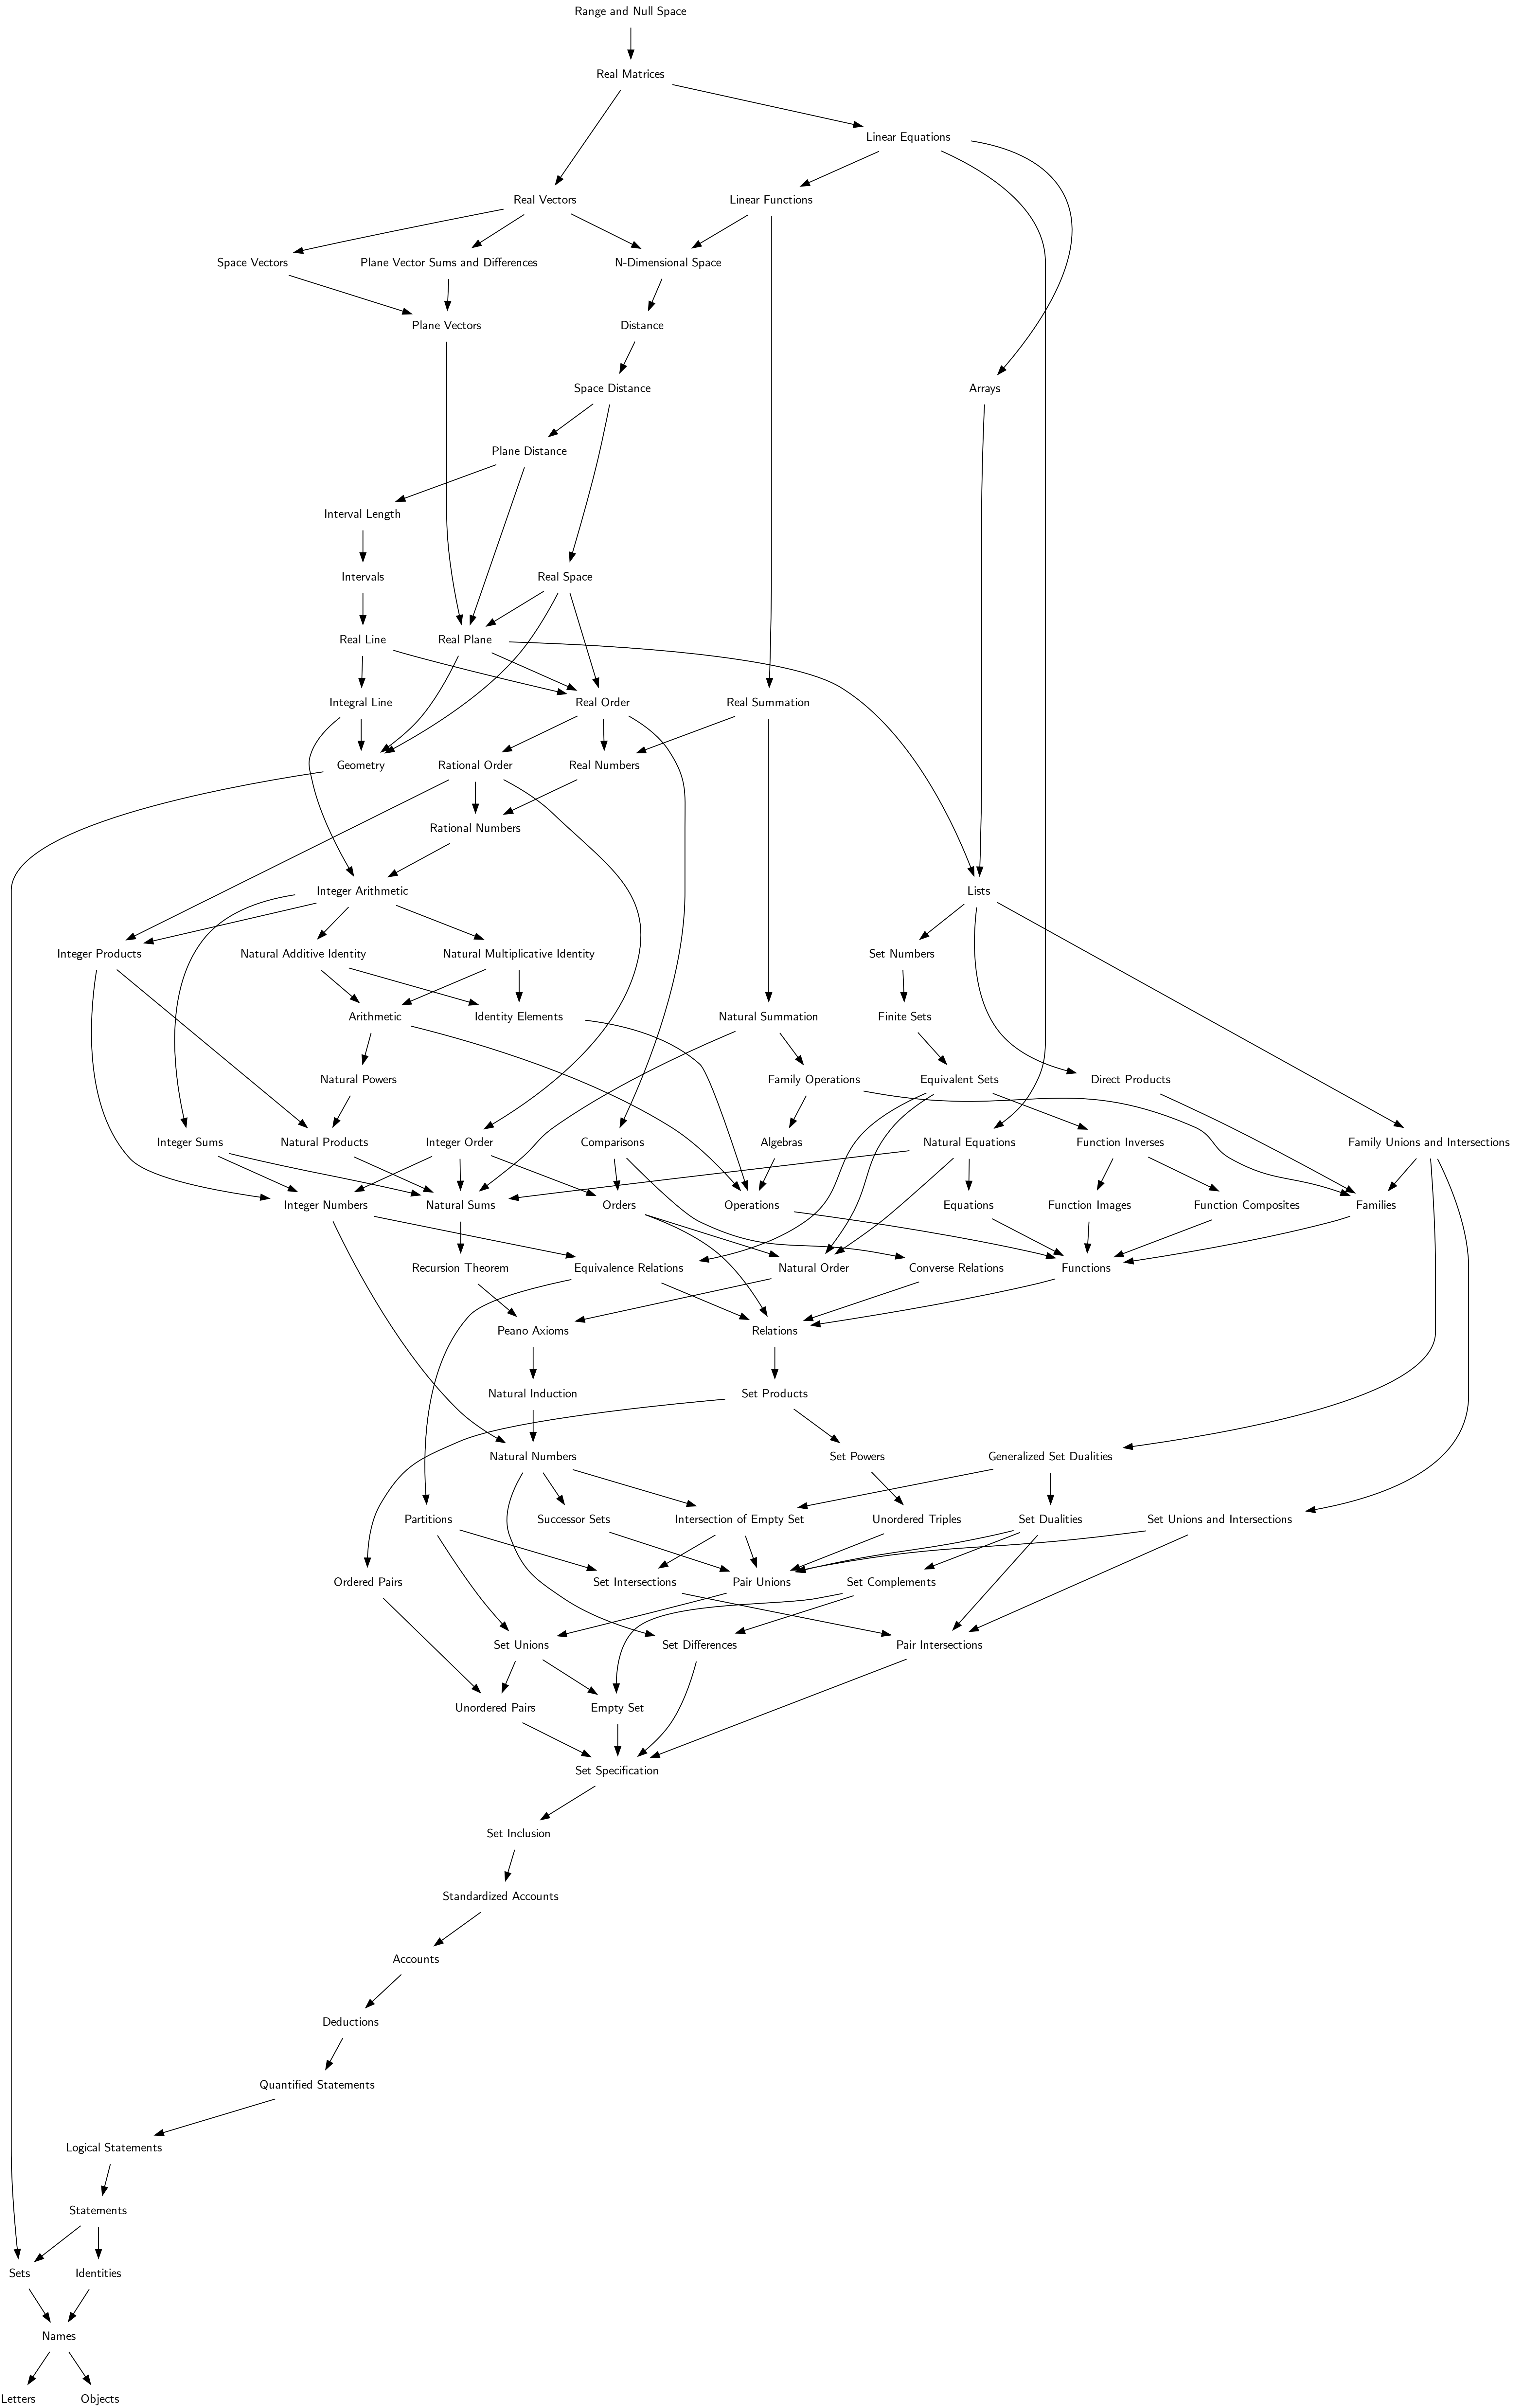 Range and Null Space
Real Matrices
Linear Equations
Real Vectors
Linear Functions
Space Vectors
Plane Vector Sums and Differences
N-Dimensional Space
Plane Vectors
Distance
Space Distance
Arrays
Plane Distance
Interval Length
Intervals
Real Space
Real Line
Real Plane
Integral Line
Real Order
Real Summation
Geometry
Rational Order
Real Numbers
Rational Numbers
Integer Arithmetic
Lists
Integer Products
Natural Additive Identity
Natural Multiplicative Identity
Set Numbers
Arithmetic
Identity Elements
Natural Summation
Finite Sets
Natural Powers
Family Operations
Equivalent Sets
Direct Products
Integer Sums
Natural Products
Integer Order
Comparisons
Algebras
Natural Equations
Function Inverses
Family Unions and Intersections
Integer Numbers
Natural Sums
Orders
Operations
Equations
Function Images
Function Composites
Families
Recursion Theorem
Equivalence Relations
Natural Order
Converse Relations
Functions
Peano Axioms
Relations
Natural Induction
Set Products
Natural Numbers
Set Powers
Generalized Set Dualities
Partitions
Successor Sets
Intersection of Empty Set
Unordered Triples
Set Dualities
Set Unions and Intersections
Ordered Pairs
Set Intersections
Pair Unions
Set Complements
Set Unions
Set Differences
Pair Intersections
Unordered Pairs
Empty Set
Set Specification
Set Inclusion
Standardized Accounts
Accounts
Deductions
Quantified Statements
Logical Statements
Statements
Sets
Identities
Names
Letters
Objects